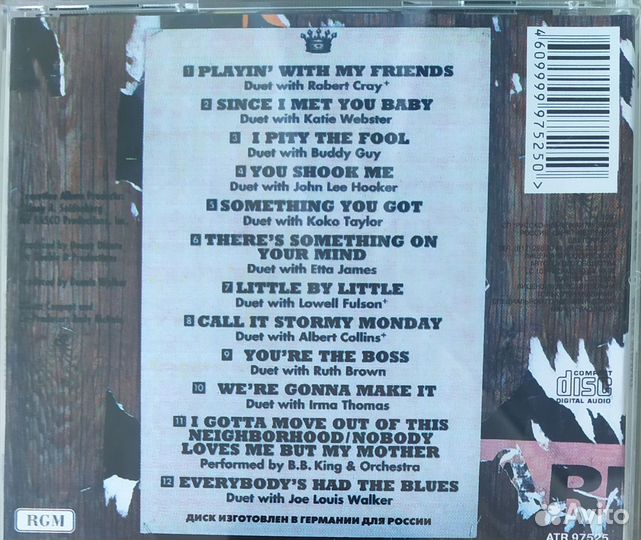 1 PLAYIN' WITH MY FRIENDS
Duet with Robert Cray+
2 SINCE I MET YOU BABY
Duet with Katie Webster
3 I PITY THE FOOL
Duet with Buddy Guy
4 YOU SHOOK ME
Duet with John Lee Hooker
5 SOMETHING YOU GOT
Duet with Koko Taylor
6 THERE'S SOMETHING ON
YOUR MIND
Duet with Etta James
7 LITTLE BY LITTLE
Duet with Lowell Fulson+
8 CALL IT STORMY MONDAY
Duet with Albert Collins+
9 YOU'RE THE BOSS
Duet with Ruth Brown
10 WE'RE GONNA MAKE IT
Duet with Irma Thomas
11 I GOTTA MOVE OUT OF THIS
NEIGHBORHOOD/NOBODY
LOVES ME BUT MY MOTHER
Performed by B.B. King & Orchestra
12 EVERYBODY'S HAD THE BLUES
Duet with Joe Louis Walker
ДИСК ИЗГОТОВЛЕН В ГЕРМАНИИ ДЛЯ РОССИИ
RGM
4609999975250>
COMPACT
disc
DIGITAL AUDIO
ATR 97525
Avito